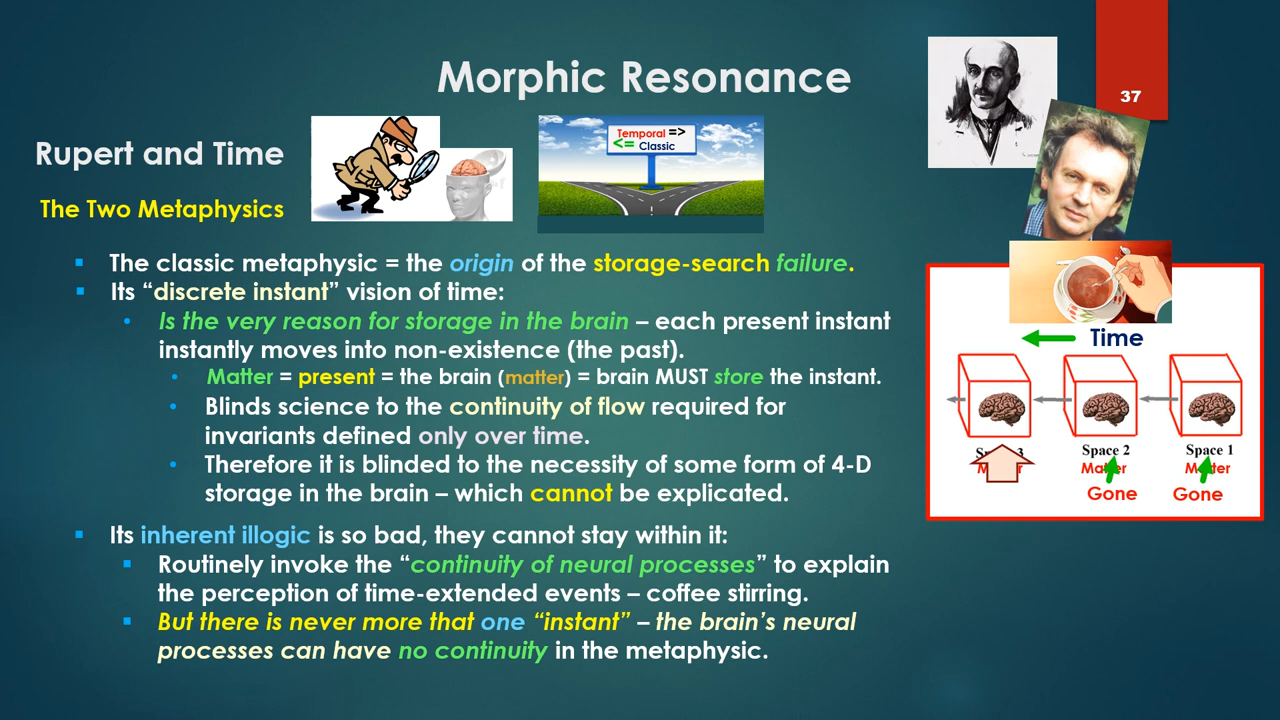 Morphic Resonance
37
Rupert and Time
The Two Metaphysics
Temporal =>
<= Classic
The classic metaphysic = the origin of the storage-search failure.
Its “discrete instant” vision of time:
Is the very reason for storage in the brain – each present instant
instantly moves into non-existence (the past).
Matter = present = the brain (matter) = brain MUST store the instant.
Blinds science to the continuity of flow required for
invariants defined only over time.
Therefore it is blinded to the necessity of some form of 4-D
storage in the brain – which cannot be explicated.
Its inherent illogic is so bad, they cannot stay within it:
Routinely invoke the “continuity of neural processes” to explain
the perception of time-extended events – coffee stirring.
But there is never more that one “instant” – the brain’s neural
processes can have no continuity in the metaphysic.
Time
Space 2
Space 1
Gone
Gone